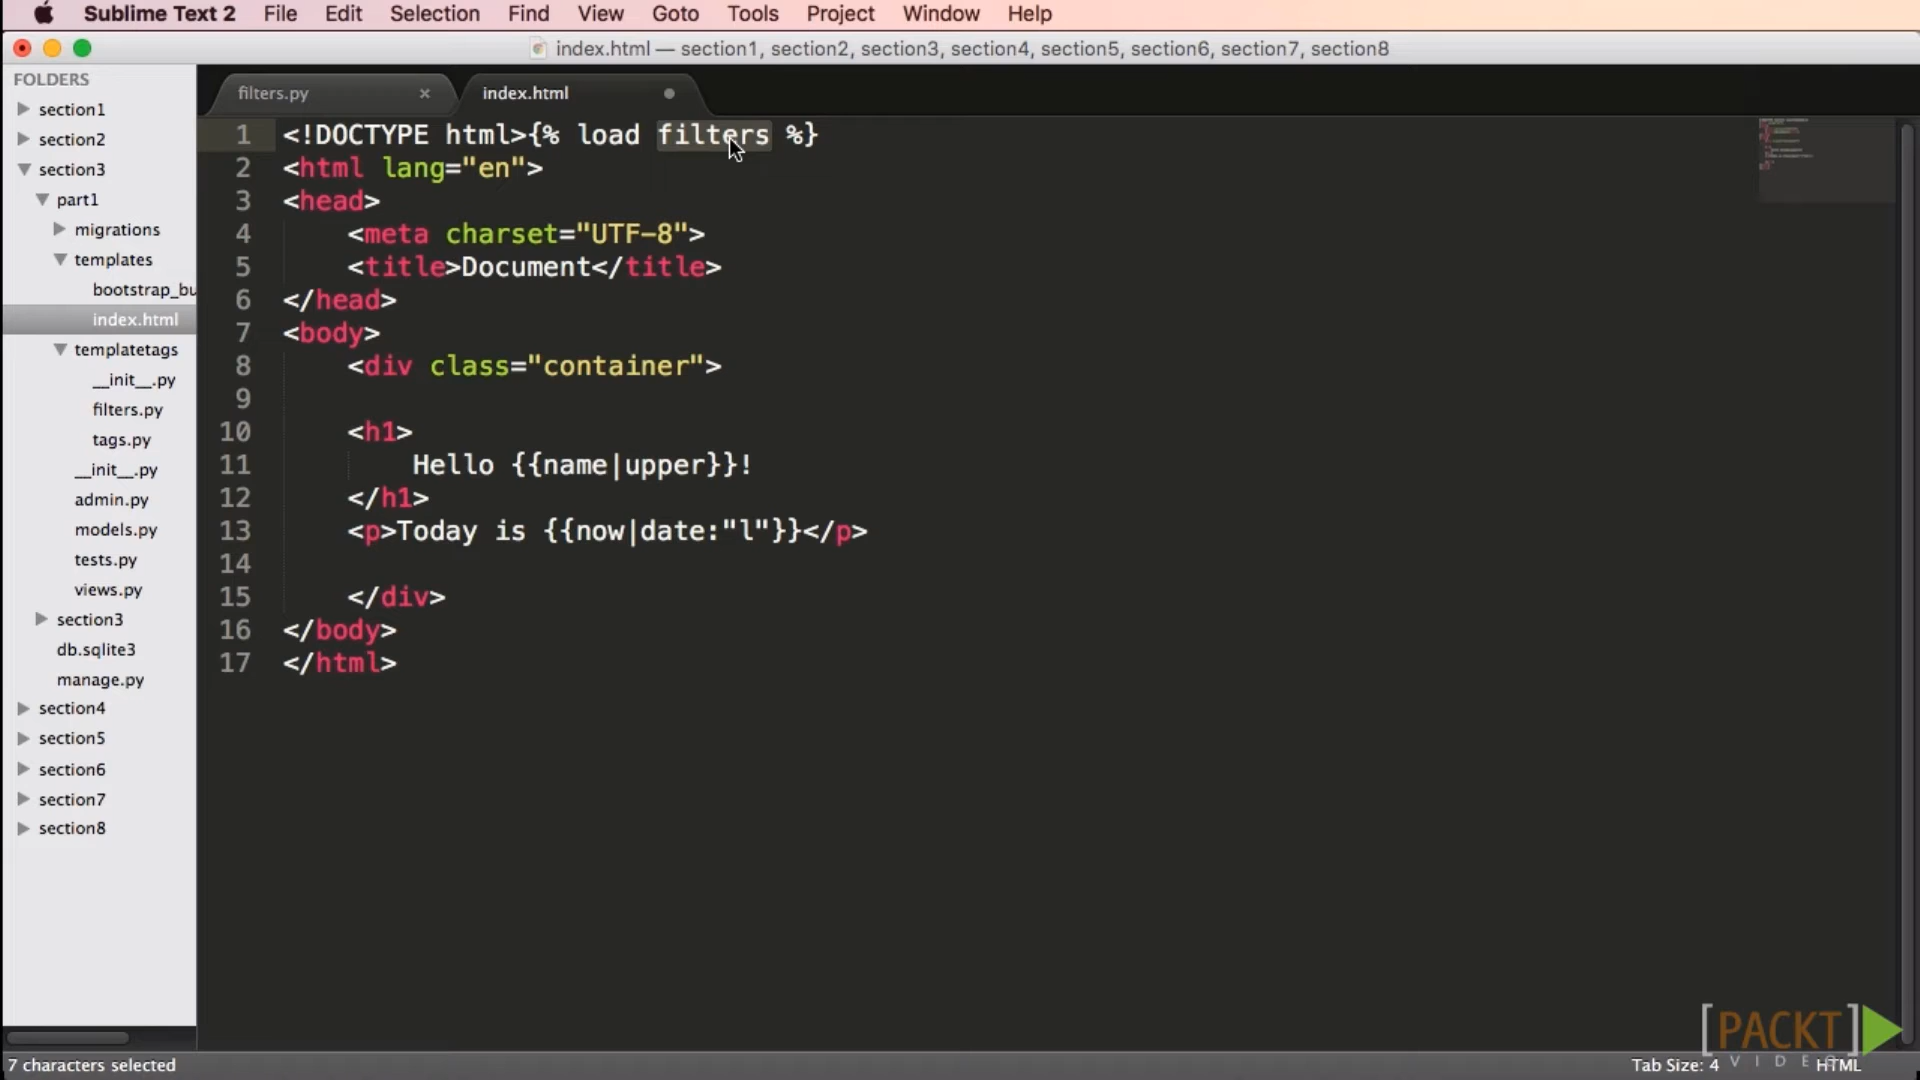 Sublime Text 2 File Edit Selection Find View Goto Tools Project Window Help
index.html — section1, section2, section3, section4, section5, section6, section7, section8
FOLDERS
section1
section2
section3
part1
migrations
templates
bootstrap_bu
index.html
templatetags
__init__.py
filters.py
tags.py
__init__.py
admin.py
models.py
tests.py
views.py
section3
db.sqlite3
manage.py
section4
section5
section6
section7
section8
filters.py × index.html
1 <!DOCTYPE html>{% load filters %}
2 <html lang="en">
3 <head>
4 <meta charset="UTF-8">
5 <title>Document</title>
6 </head>
7 <body>
8 <div class="container">
9
10 <h1>
11 Hello {{name|upper}}!
12 </h1>
13 <p>Today is {{now|date:"l"}}</p>
14
15 </div>
16 </body>
17 </html>
[PACKT]
VIDEO
7 characters selected
Tab Size: 4 HTML